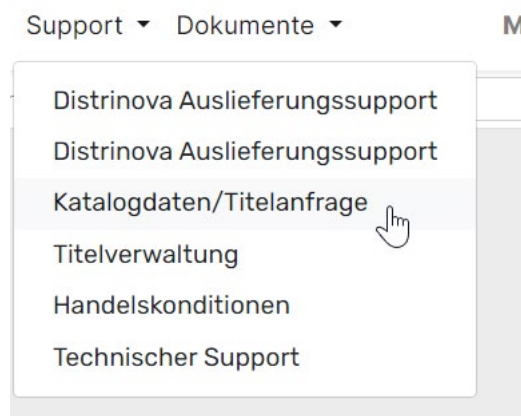 Support Dokumente M
Distrinova Auslieferungssupport
Distrinova Auslieferungssupport
Katalogdaten/Titelanfrage
Titelverwaltung
Handelskonditionen
Technischer Support